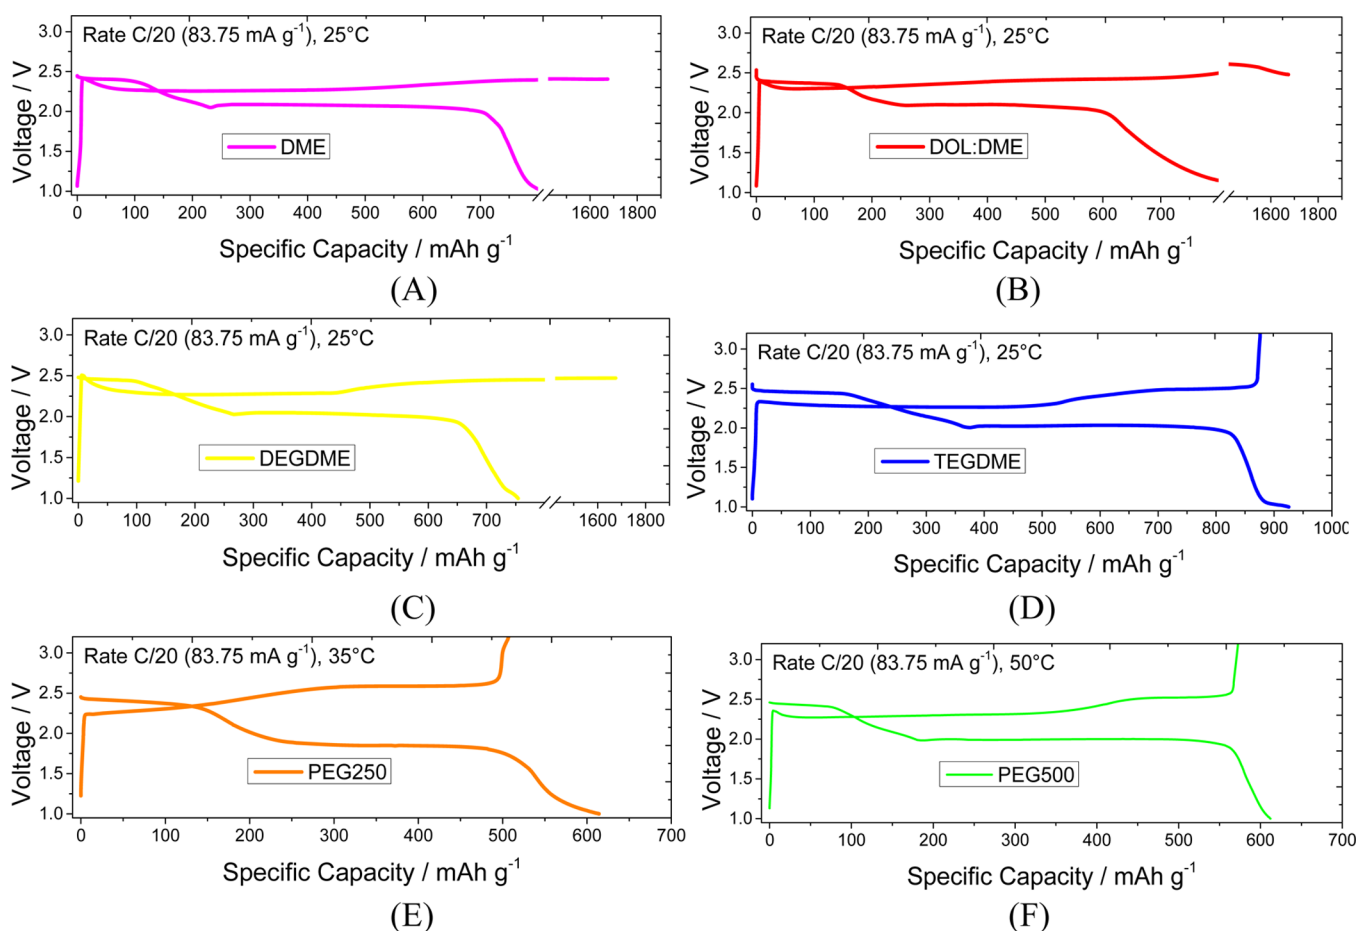 Rate C/20 (83.75 mA g⁻¹), 25°C
Voltage / V
3.0
2.5
2.0
1.5
1.0
DME
0 100 200 300 400 500 600 700 1600 1800
Specific Capacity / mAh g⁻¹
(A)
Rate C/20 (83.75 mA g⁻¹), 25°C
Voltage / V
3.0
2.5
2.0
1.5
1.0
DOL:DME
0 100 200 300 400 500 600 700 1600 1800
Specific Capacity / mAh g⁻¹
(B)
Rate C/20 (83.75 mA g⁻¹), 25°C
Voltage / V
3.0
2.5
2.0
1.5
1.0
DEGDME
0 100 200 300 400 500 600 700 1600 1800
Specific Capacity / mAh g⁻¹
(C)
Rate C/20 (83.75 mA g⁻¹), 25°C
Voltage / V
3.0
2.5
2.0
1.5
1.0
TEGDME
0 100 200 300 400 500 600 700 800 900 1000
Specific Capacity / mAh g⁻¹
(D)
Rate C/20 (83.75 mA g⁻¹), 35°C
Voltage / V
3.0
2.5
2.0
1.5
1.0
PEG250
0 100 200 300 400 500 600 700
Specific Capacity / mAh g⁻¹
(E)
Rate C/20 (83.75 mA g⁻¹), 50°C
Voltage / V
3.0
2.5
2.0
1.5
1.0
PEG500
0 100 200 300 400 500 600 700
Specific Capacity / mAh g⁻¹
(F)